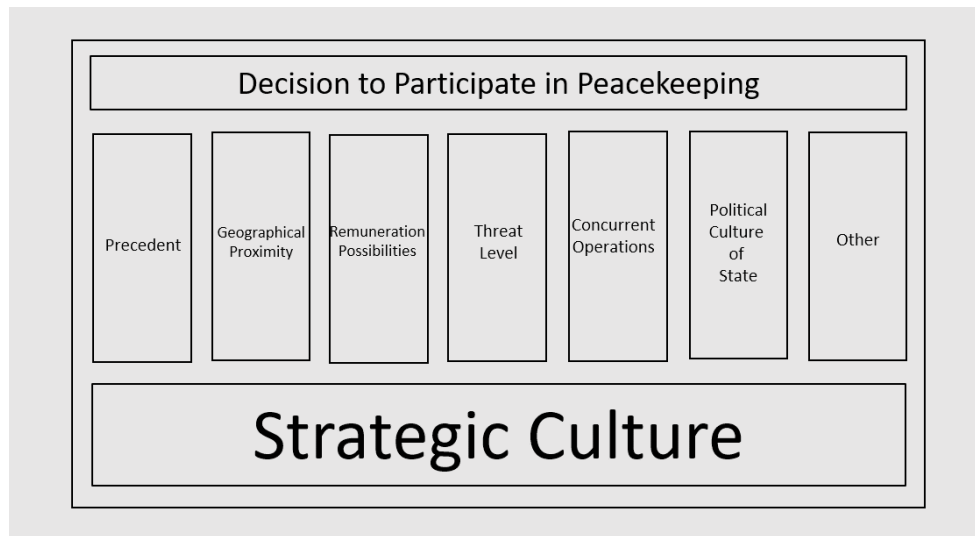 Decision to Participate in Peacekeeping
Precedent
Geographical
Proximity
Remuneration
Possibilities
Threat
Level
Concurrent
Operations
Political
Culture
of
State
Other
Strategic Culture